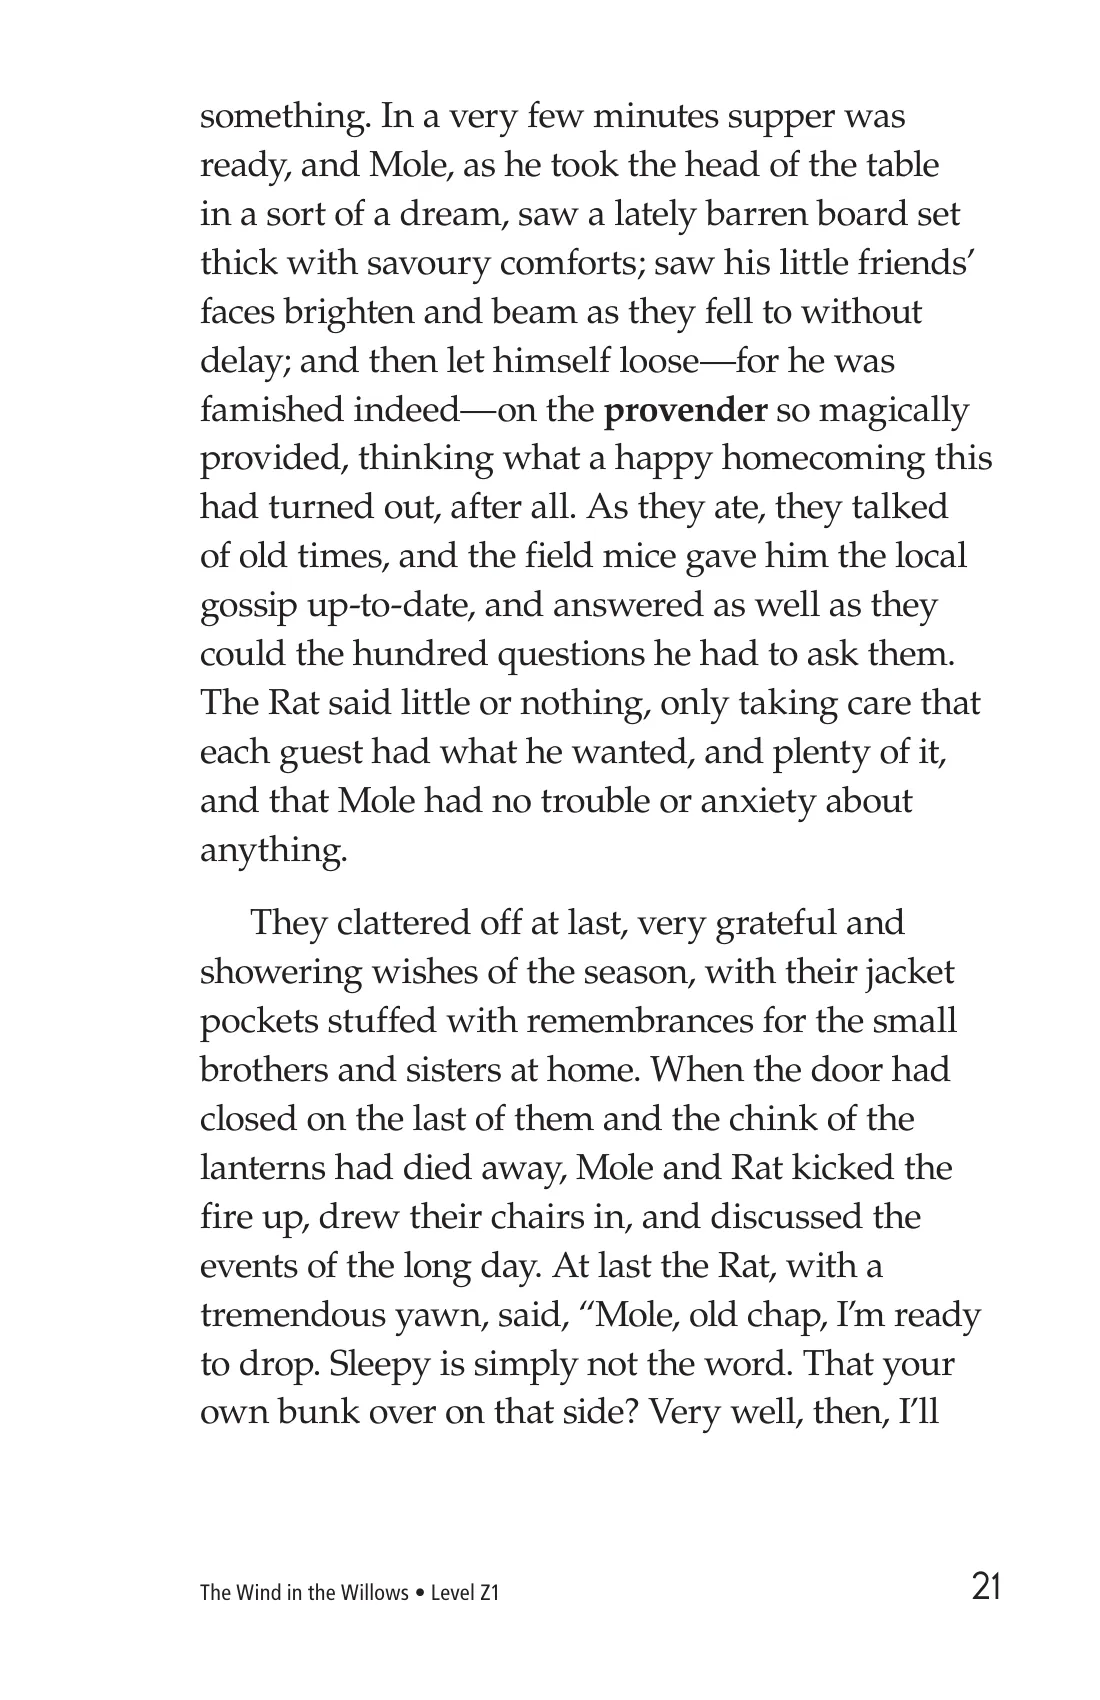 something. In a very few minutes supper was
ready, and Mole, as he took the head of the table
in a sort of a dream, saw a lately barren board set
thick with savoury comforts; saw his little friends’
faces brighten and beam as they fell to without
delay; and then let himself loose—for he was
famished indeed—on the provender so magically
provided, thinking what a happy homecoming this
had turned out, after all. As they ate, they talked
of old times, and the field mice gave him the local
gossip up-to-date, and answered as well as they
could the hundred questions he had to ask them.
The Rat said little or nothing, only taking care that
each guest had what he wanted, and plenty of it,
and that Mole had no trouble or anxiety about
anything.
They clattered off at last, very grateful and
showering wishes of the season, with their jacket
pockets stuffed with remembrances for the small
brothers and sisters at home. When the door had
closed on the last of them and the chink of the
lanterns had died away, Mole and Rat kicked the
fire up, drew their chairs in, and discussed the
events of the long day. At last the Rat, with a
tremendous yawn, said, “Mole, old chap, I’m ready
to drop. Sleepy is simply not the word. That your
own bunk over on that side? Very well, then, I’ll
The Wind in the Willows • Level Z1
21